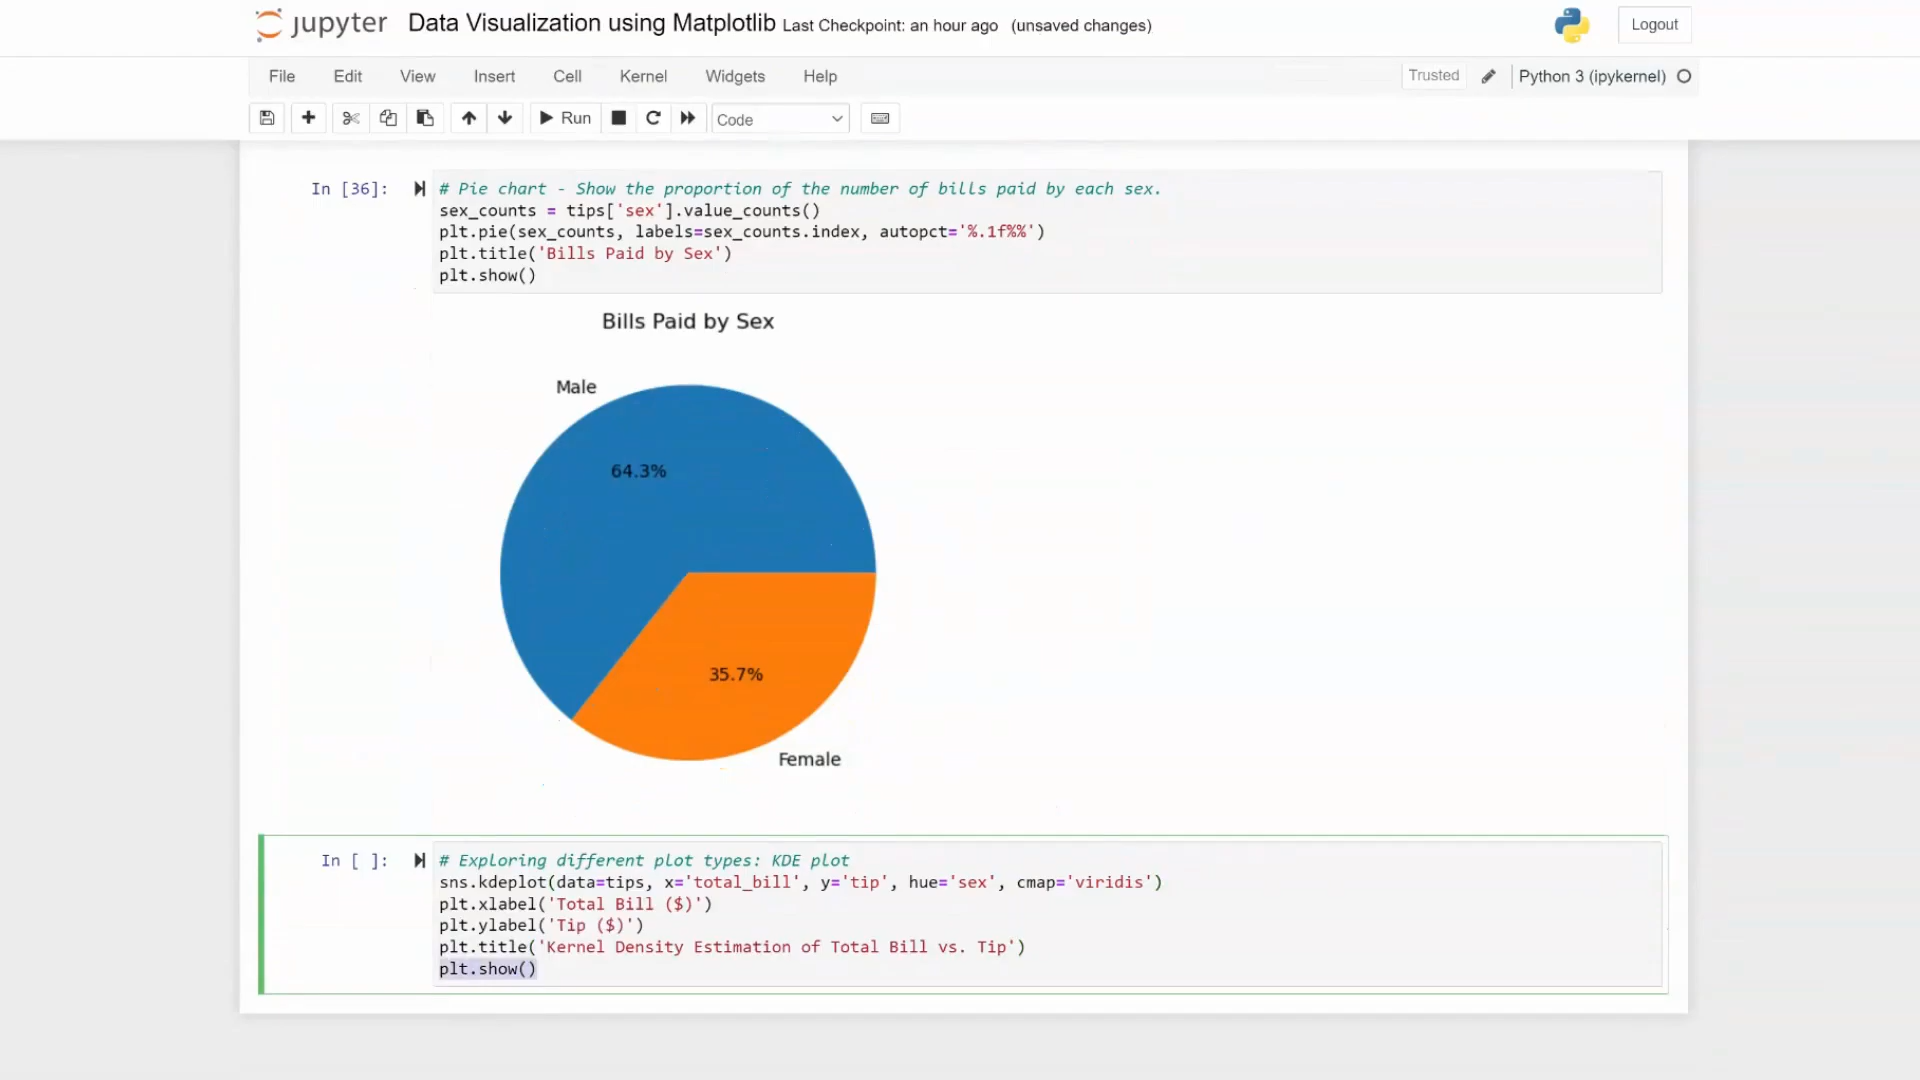 jupyter Data Visualization using Matplotlib Last Checkpoint: an hour ago (unsaved changes) Logout
File Edit View Insert Cell Kernel Widgets Help Trusted Python 3 (ipykernel)
Run Code
In [36]: # Pie chart - Show the proportion of the number of bills paid by each sex.
sex_counts = tips['sex'].value_counts()
plt.pie(sex_counts, labels=sex_counts.index, autopct='%.1f%%')
plt.title('Bills Paid by Sex')
plt.show()
Bills Paid by Sex
Male
64.3%
35.7%
Female
In [ ]: # Exploring different plot types: KDE plot
sns.kdeplot(data=tips, x='total_bill', y='tip', hue='sex', cmap='viridis')
plt.xlabel('Total Bill ($)')
plt.ylabel('Tip ($)')
plt.title('Kernel Density Estimation of Total Bill vs. Tip')
plt.show()